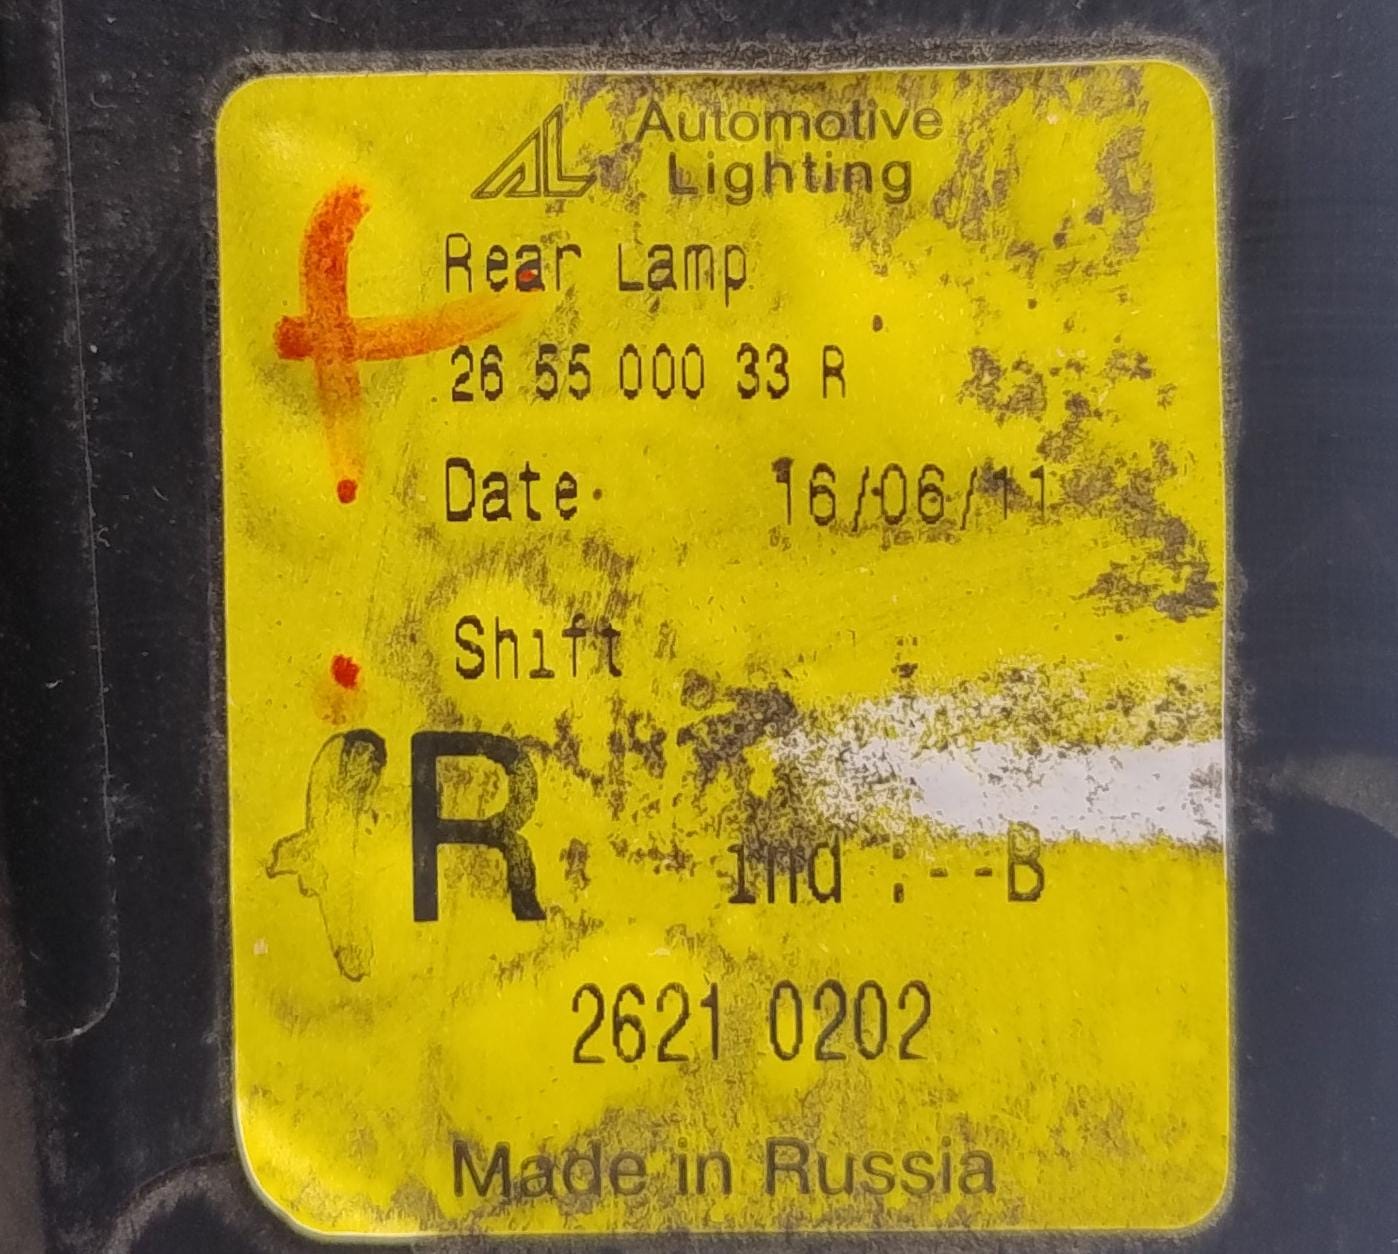 AL Automotive
Lighting
Rear Lamp
26 55 000 33 R
Date 16/06/11
Shift :
R ind :--B
2621 0202
Made in Russia